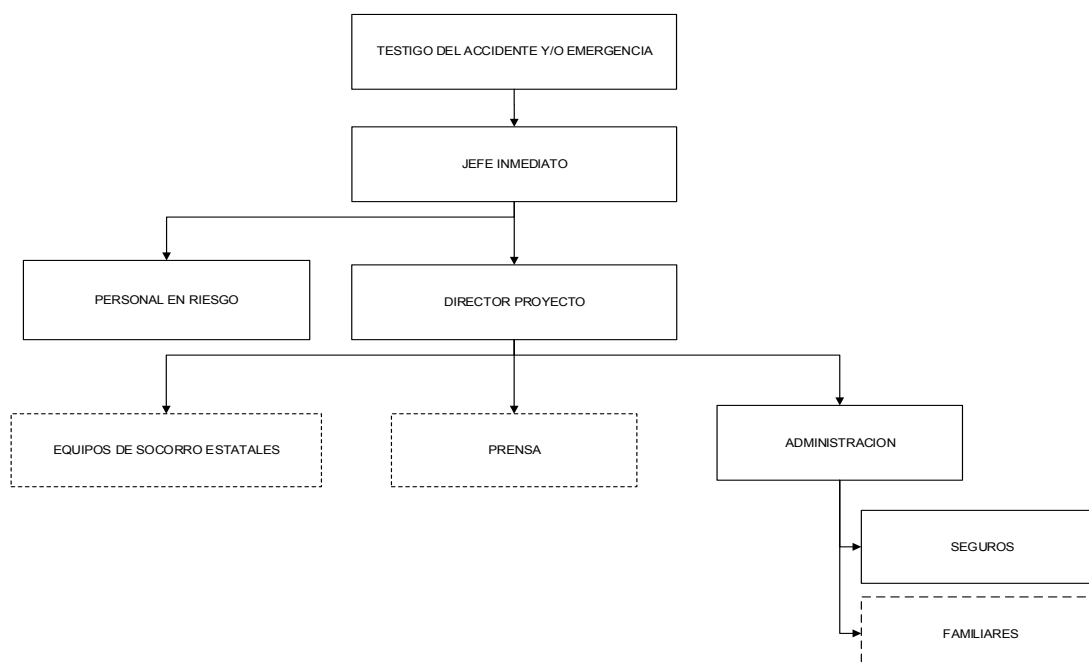 TESTIGO DEL ACCIDENTE Y/O EMERGENCIA
JEFE INMEDIATO
PERSONAL EN RIESGO
DIRECTOR PROYECTO
EQUIPOS DE SOCORRO ESTATALES
PRENSA
ADMINISTRACION
SEGUROS
FAMILIARES